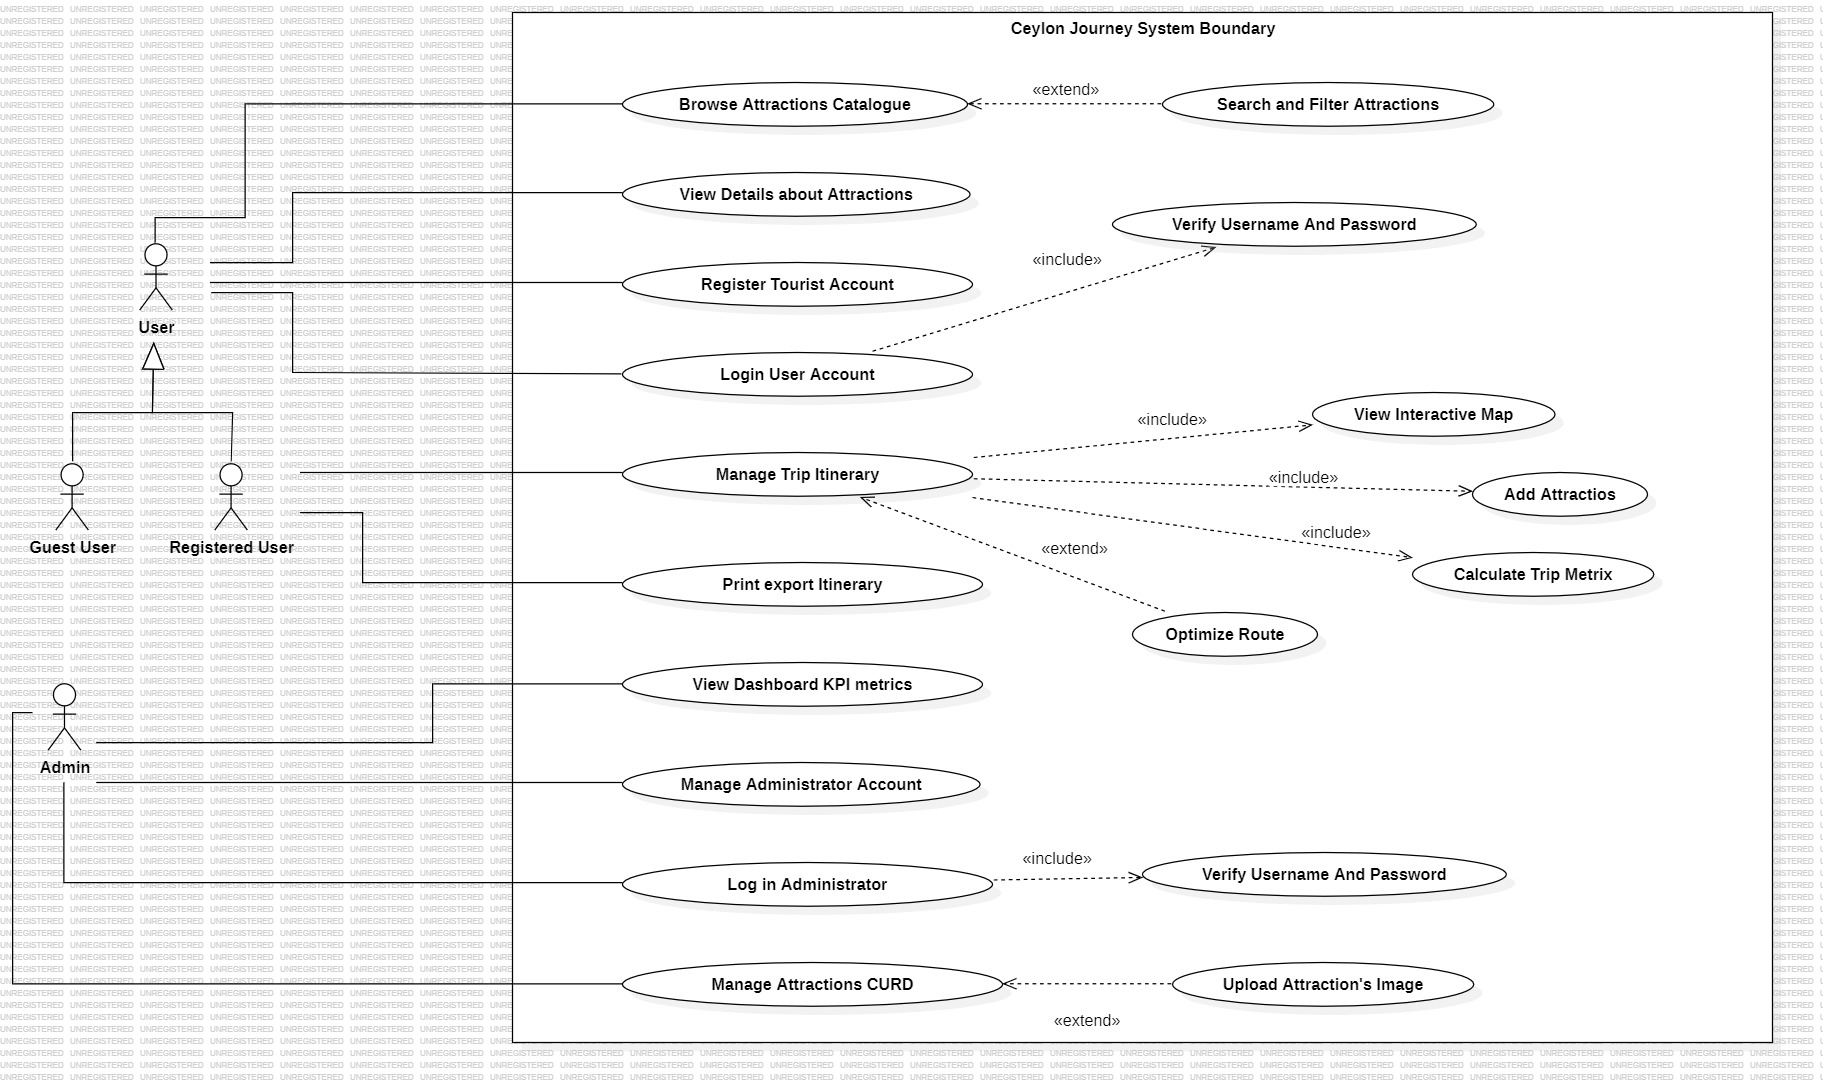 Ceylon Journey System Boundary
Browse Attractions Catalogue
«extend»
Search and Filter Attractions
View Details about Attractions
Verify Username And Password
«include»
Register Tourist Account
User
Login User Account
«include»
View Interactive Map
Manage Trip Itinerary
«include»
Add Attractios
«include»
«extend»
Calculate Trip Metrix
Guest User
Registered User
Print export Itinerary
Optimize Route
View Dashboard KPI metrics
Admin
Manage Administrator Account
«include»
Log in Administrator
Verify Username And Password
Manage Attractions CURD
Upload Attraction's Image
«extend»
UNREGISTERED